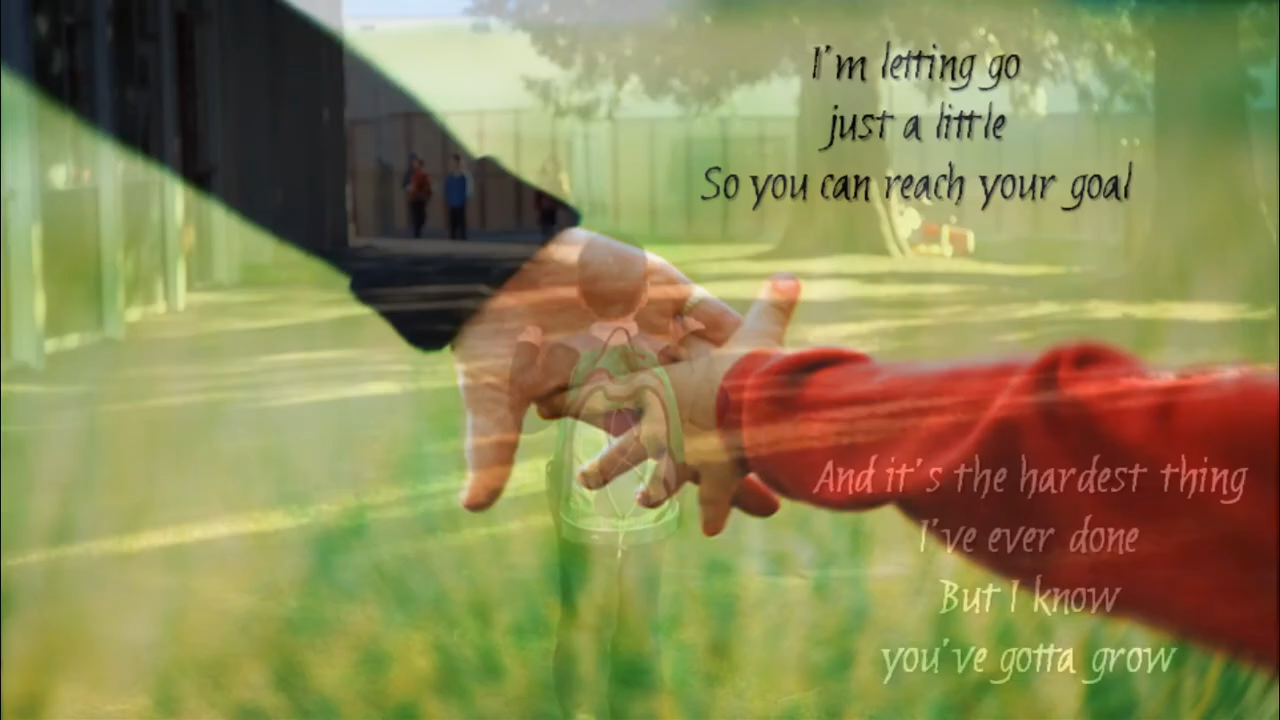 I'm letting go
just a little
So you can reach your goal
And it's the hardest thing
I've ever done
But I know
you've gotta grow